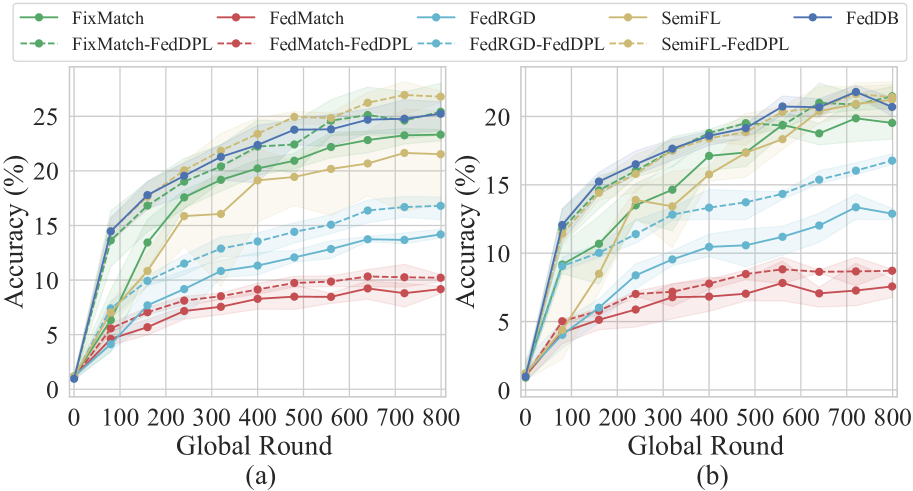 FixMatch FedMatch FedRGD SemiFL FedDB
FixMatch-FedDPL FedMatch-FedDPL FedRGD-FedDPL SemiFL-FedDPL
25
20
15
10
5
0
Accuracy (%)
0 100 200 300 400 500 600 700 800
Global Round
(a)
20
15
10
5
0
Accuracy (%)
0 100 200 300 400 500 600 700 800
Global Round
(b)